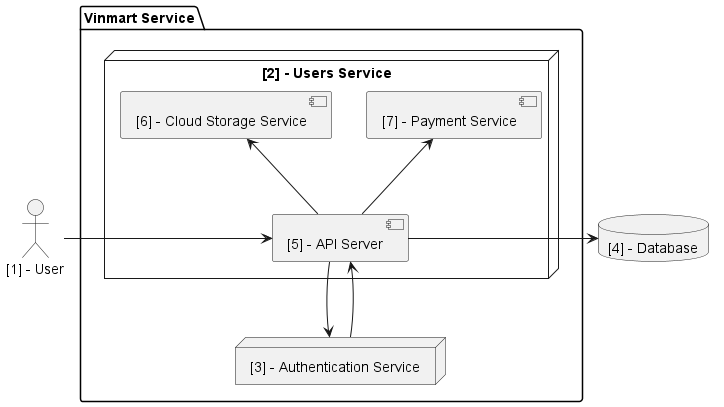 Vinmart Service
[2] - Users Service
[6] - Cloud Storage Service
[7] - Payment Service
[5] - API Server
[1] - User
[4] - Database
[3] - Authentication Service